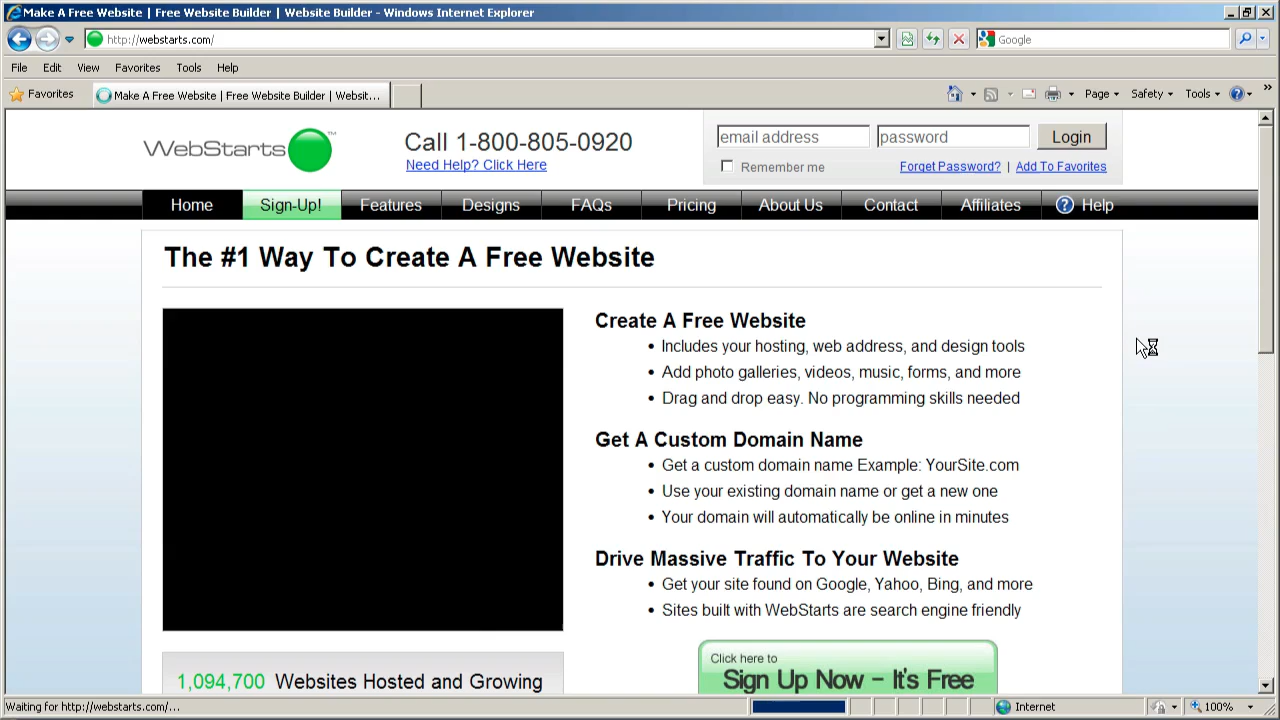 Make A Free Website | Free Website Builder | Website Builder - Windows Internet Explorer
http://webstarts.com/
Google
File Edit View Favorites Tools Help
Favorites
Make A Free Website | Free Website Builder | Websit...
Page Safety Tools
WebStarts™
Call 1-800-805-0920
Need Help? Click Here
email address
password
Login
Remember me
Forget Password? | Add To Favorites
Home Sign-Up! Features Designs FAQs Pricing About Us Contact Affiliates Help
The #1 Way To Create A Free Website
Create A Free Website
• Includes your hosting, web address, and design tools
• Add photo galleries, videos, music, forms, and more
• Drag and drop easy. No programming skills needed
Get A Custom Domain Name
• Get a custom domain name Example: YourSite.com
• Use your existing domain name or get a new one
• Your domain will automatically be online in minutes
Drive Massive Traffic To Your Website
• Get your site found on Google, Yahoo, Bing, and more
• Sites built with WebStarts are search engine friendly
Click here to
Sign Up Now – It's Free
1,094,700 Websites Hosted and Growing
Waiting for http://webstarts.com/...
Internet
100%